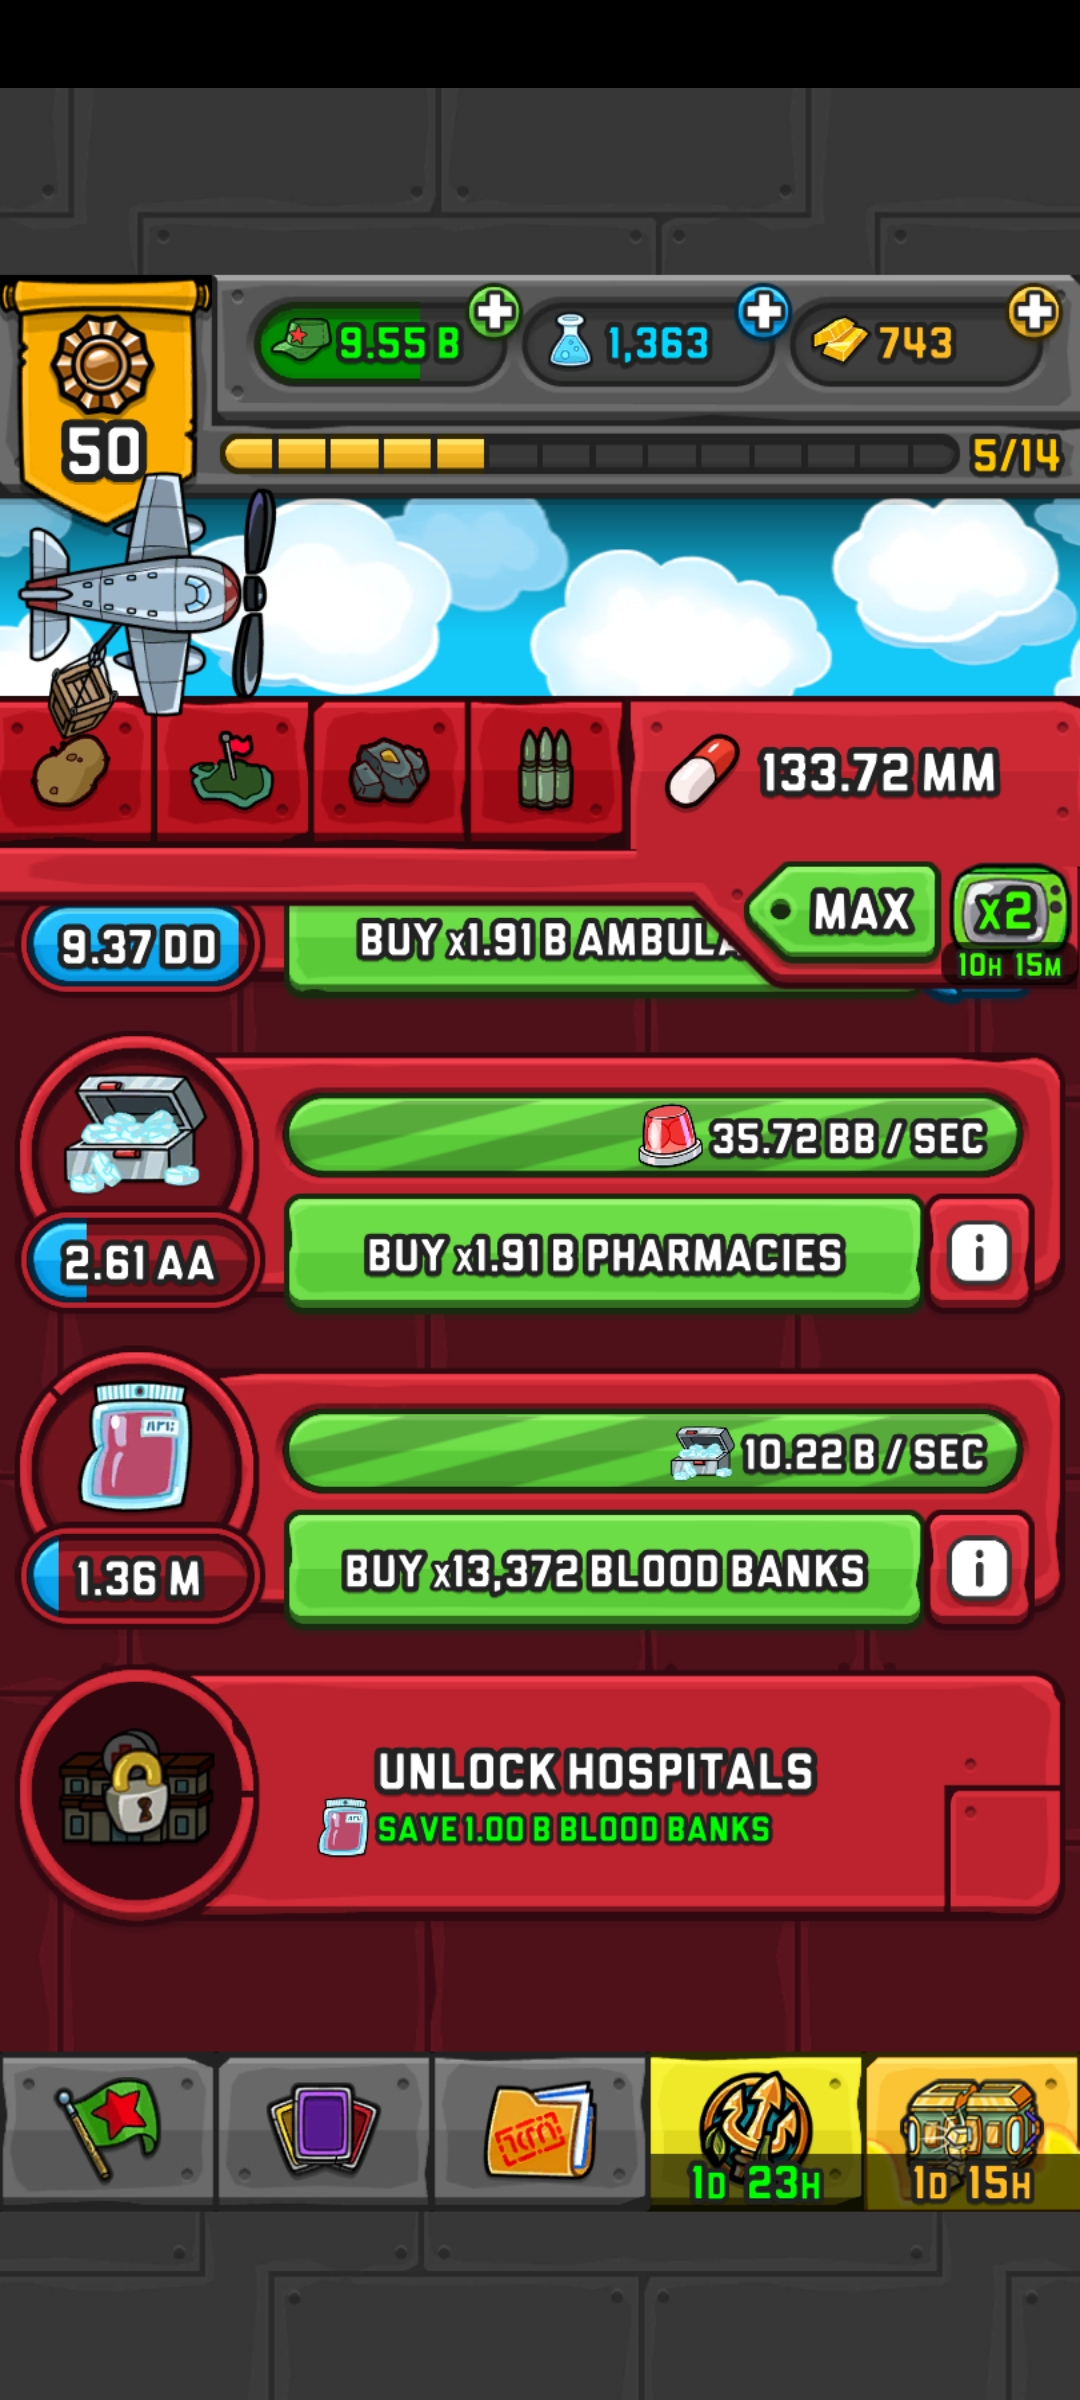 9.55 B
1,363
743
50
5/14
133.72 MM
MAX
x2
10H 15M
9.37 DD
BUY x1.91 B AMBULA
35.72 BB / SEC
2.61 AA
BUY x1.91 B PHARMACIES
i
10.22 B / SEC
1.36 M
BUY x13,372 BLOOD BANKS
i
UNLOCK HOSPITALS
SAVE 1.00 B BLOOD BANKS
1D 23H
1D 15H